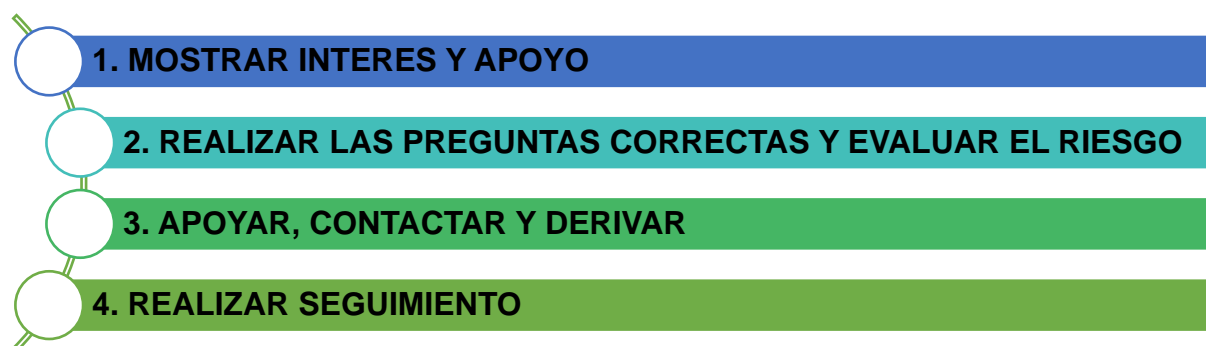 1. MOSTRAR INTERES Y APOYO
2. REALIZAR LAS PREGUNTAS CORRECTAS Y EVALUAR EL RIESGO
3. APOYAR, CONTACTAR Y DERIVAR
4. REALIZAR SEGUIMIENTO